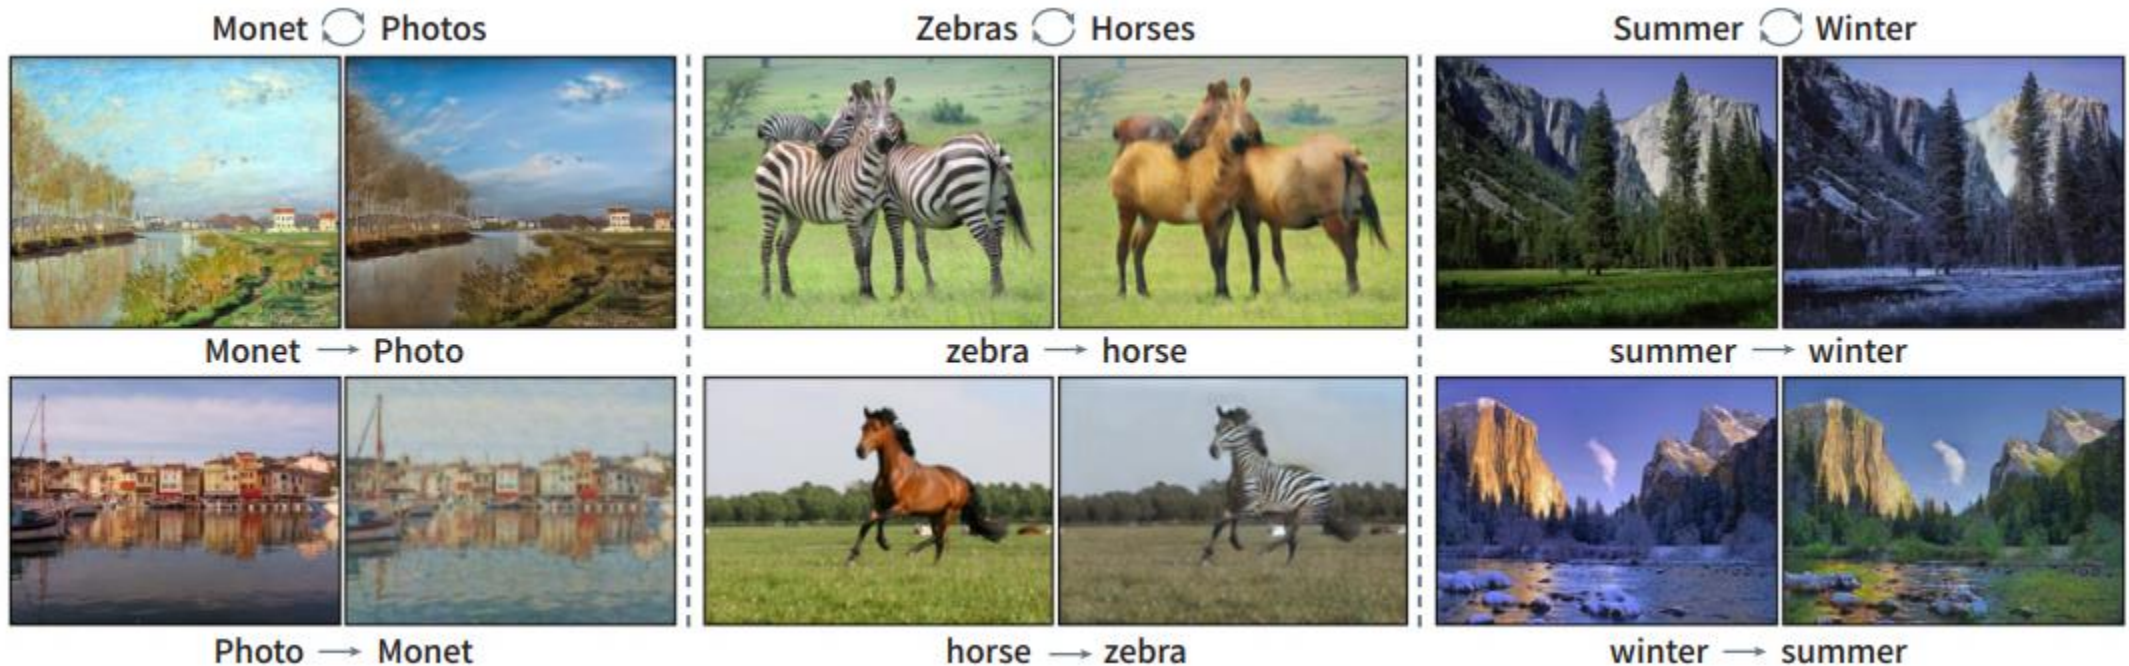 Monet Photos
Zebras Horses
Summer Winter
Monet → Photo
zebra → horse
summer → winter
Photo → Monet
horse → zebra
winter → summer